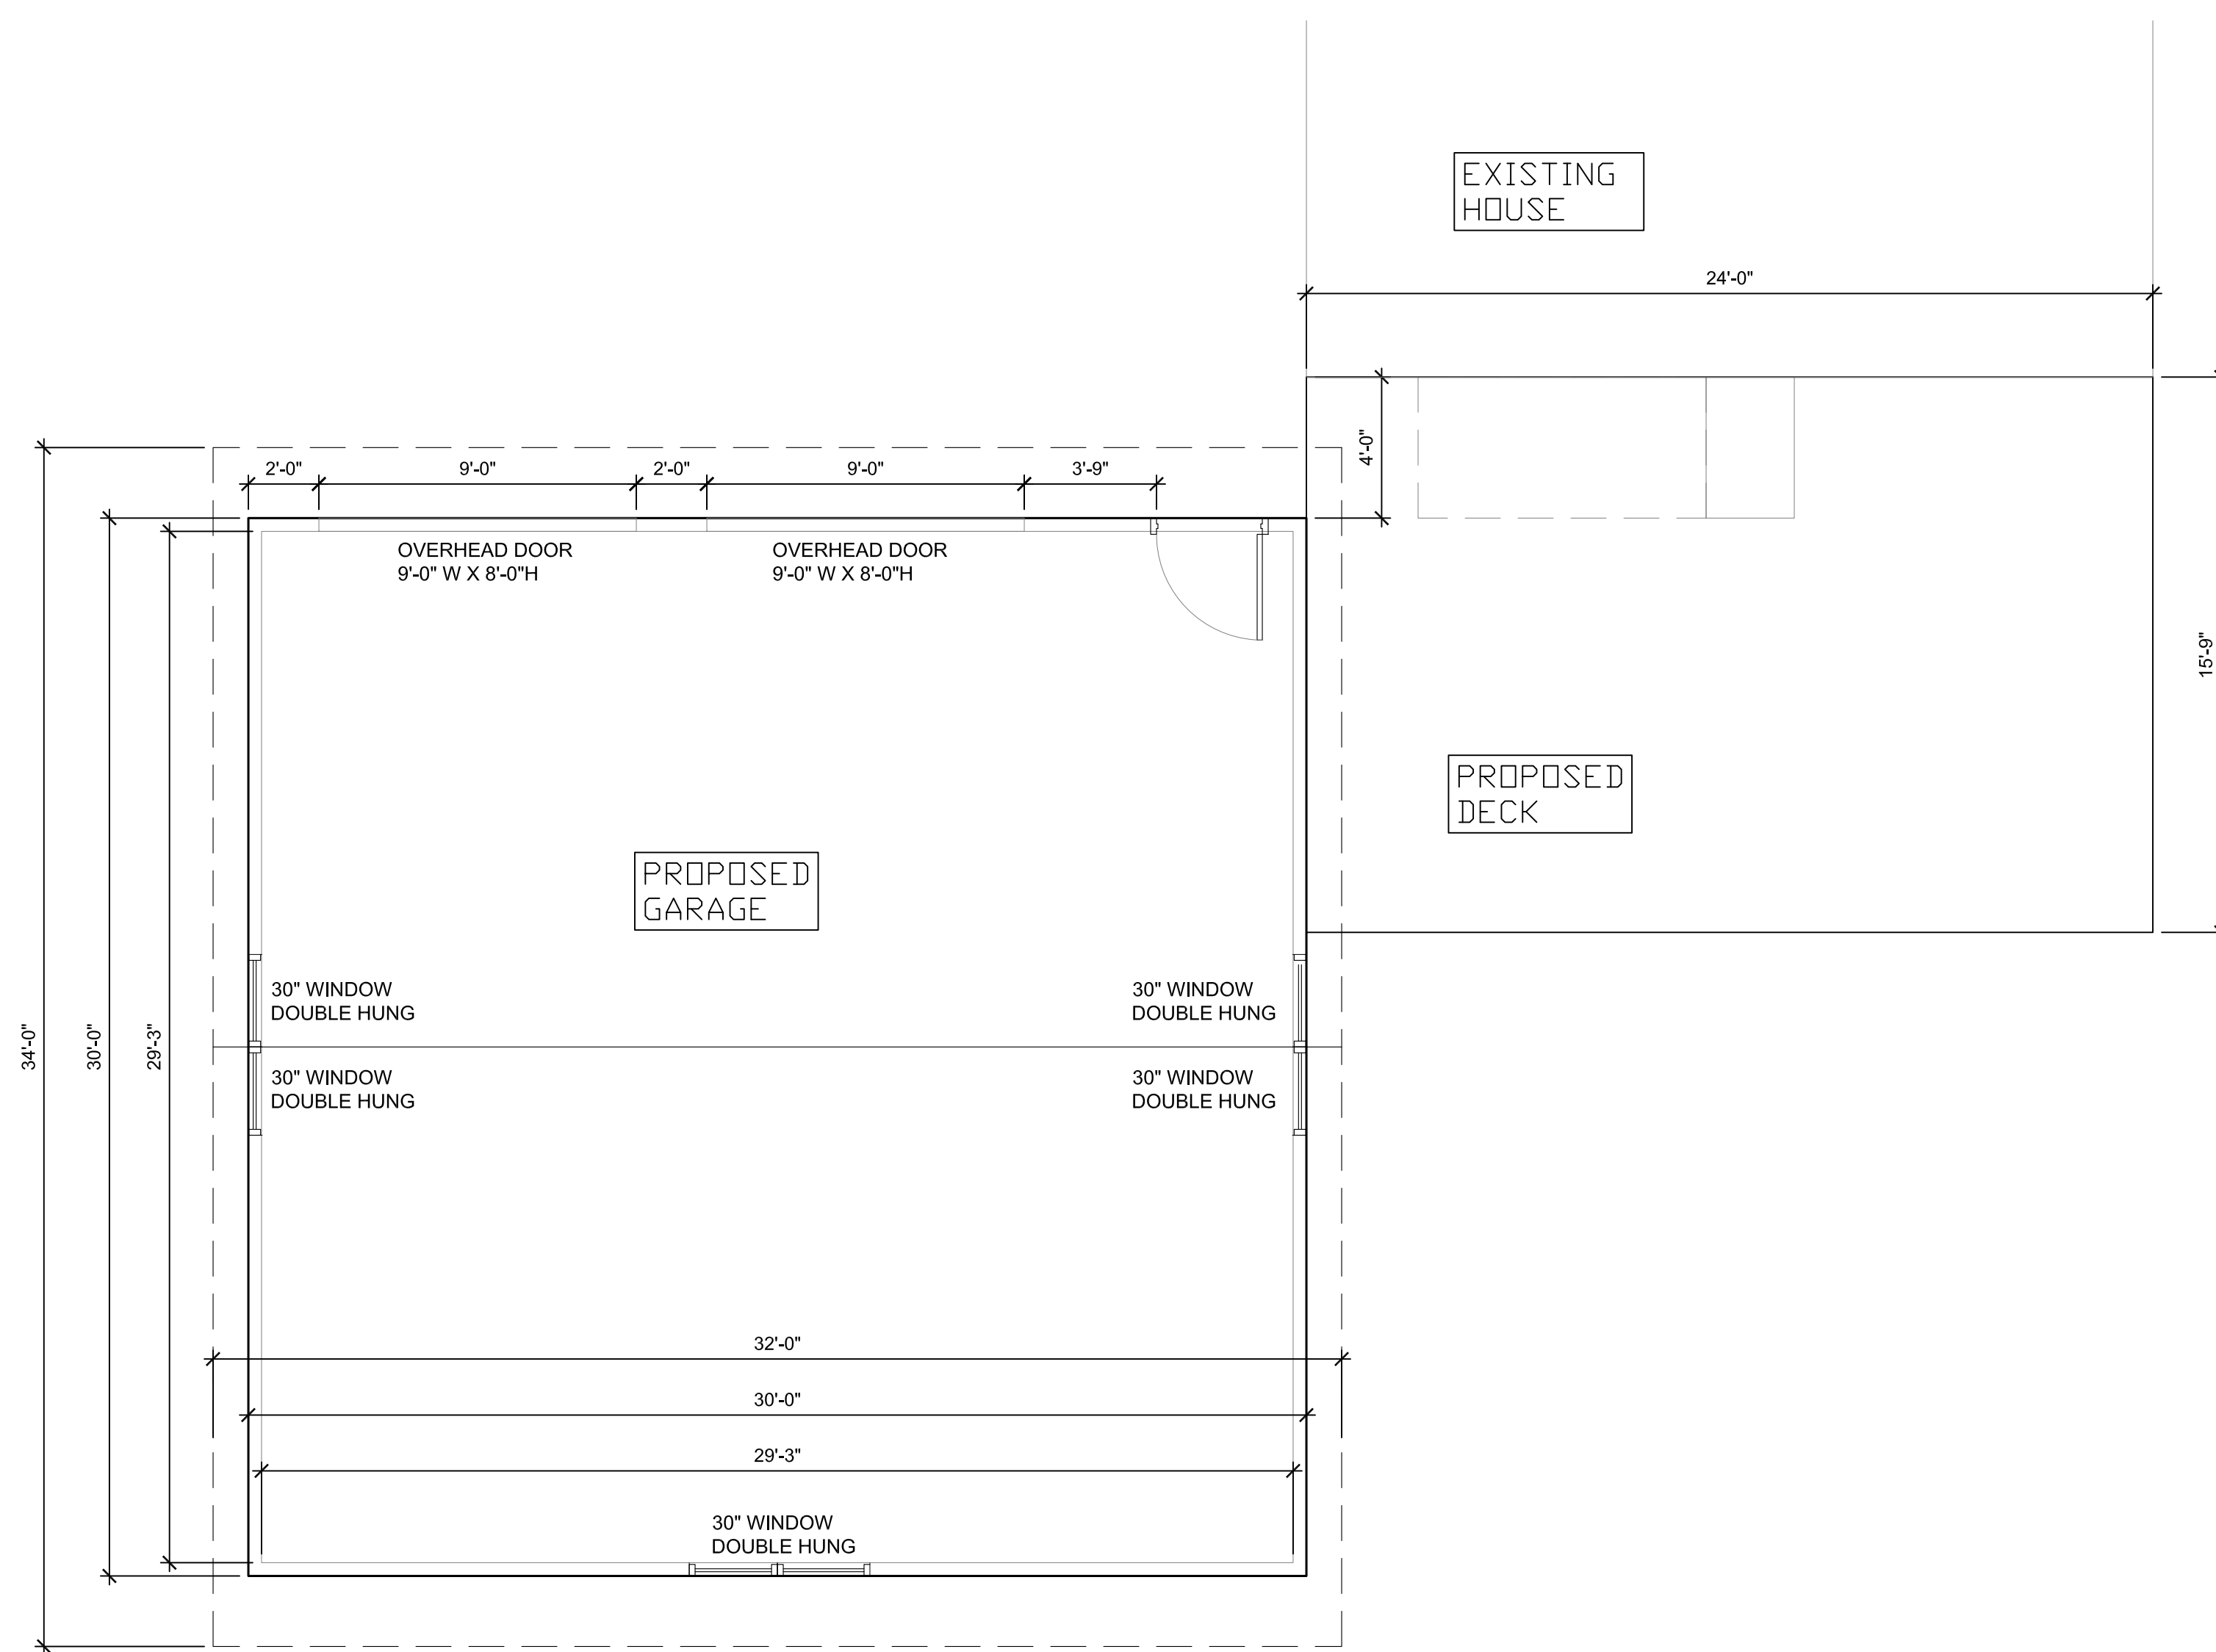 EXISTING
HOUSE
24'-0"
4'-0"
2'-0"
9'-0"
2'-0"
9'-0"
3'-9"
OVERHEAD DOOR
9'-0" W X 8'-0"H
OVERHEAD DOOR
9'-0" W X 8'-0"H
15'-9"
PROPOSED
DECK
PROPOSED
GARAGE
30" WINDOW
DOUBLE HUNG
30" WINDOW
DOUBLE HUNG
34'-0"
30'-0"
29'-3"
30" WINDOW
DOUBLE HUNG
30" WINDOW
DOUBLE HUNG
32'-0"
30'-0"
29'-3"
30" WINDOW
DOUBLE HUNG